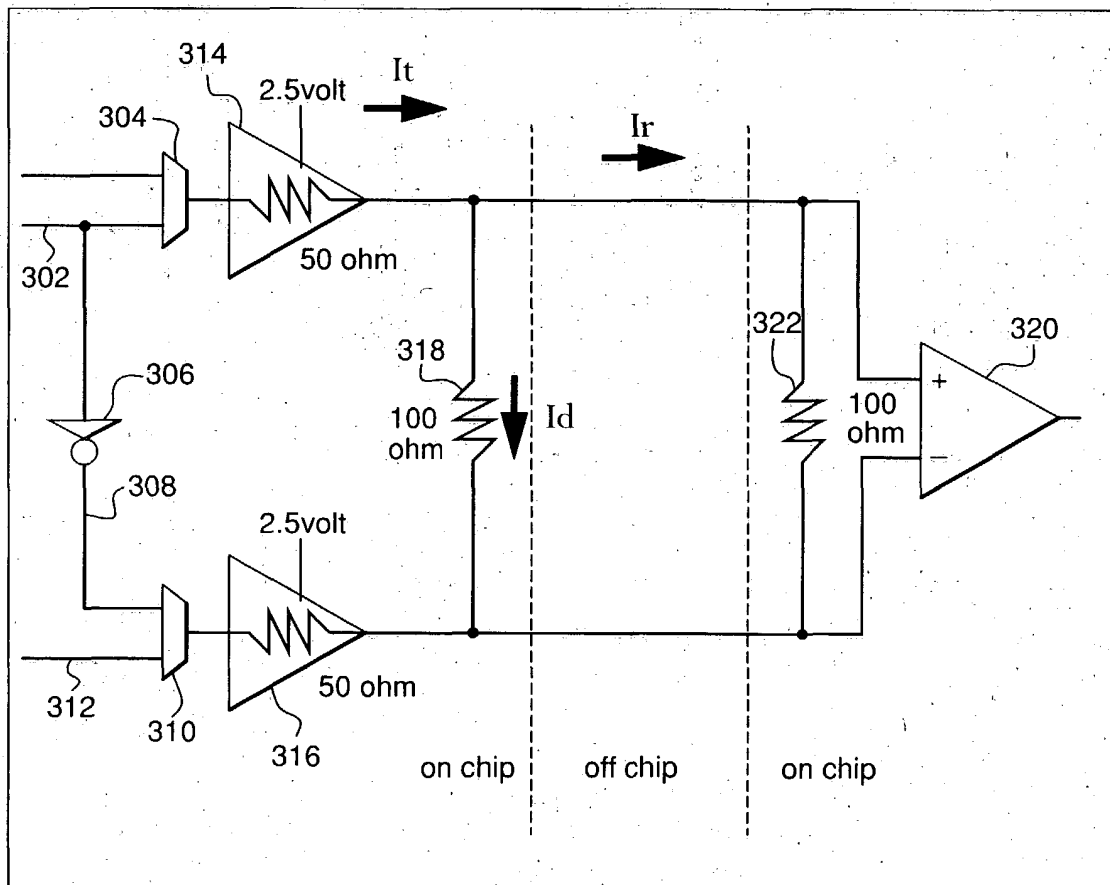 314
It
2.5volt
304
Ir
50 ohm
302
318
322
320
+
306
100
ohm
Id
100
ohm
−
308
2.5volt
50 ohm
312
310
316
on chip
off chip
on chip